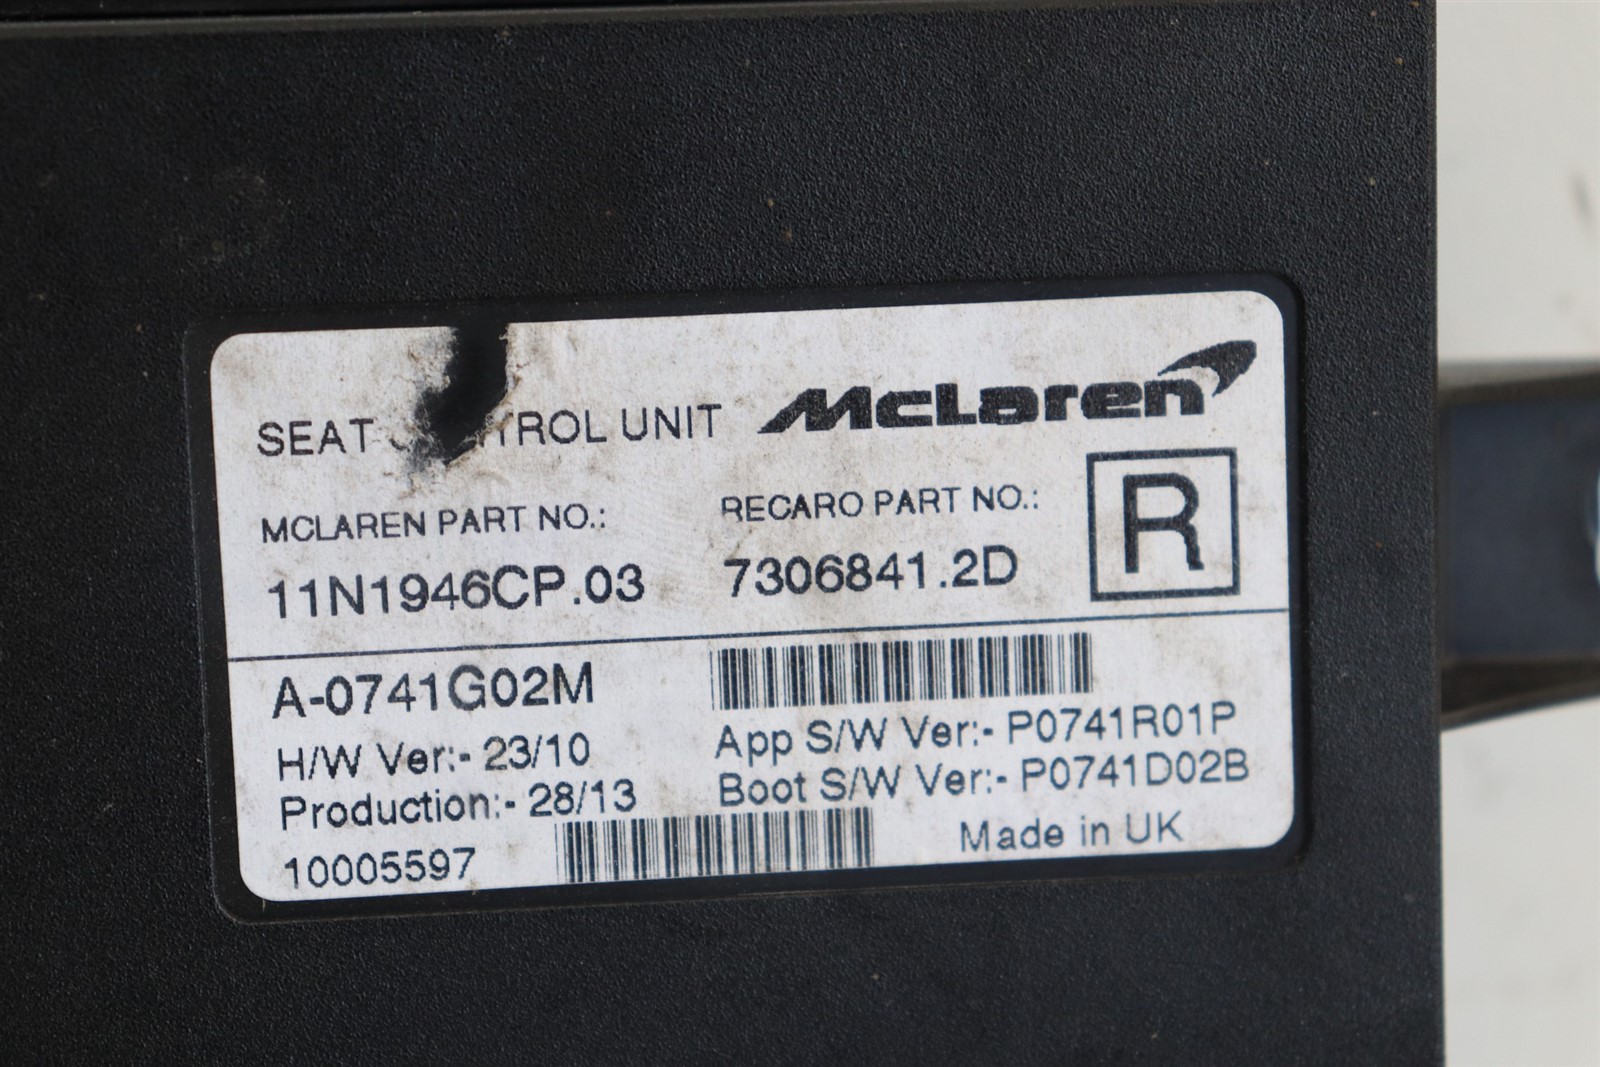 SEAT TROL UNIT McLaren
MCLAREN PART NO.: RECARO PART NO.:
11N1946CP.03 7306841.2D R
A-0741G02M
H/W Ver:- 23/10 App S/W Ver:- P0741R01P
Production:- 28/13 Boot S/W Ver:- P0741D02B
10005597 Made in UK